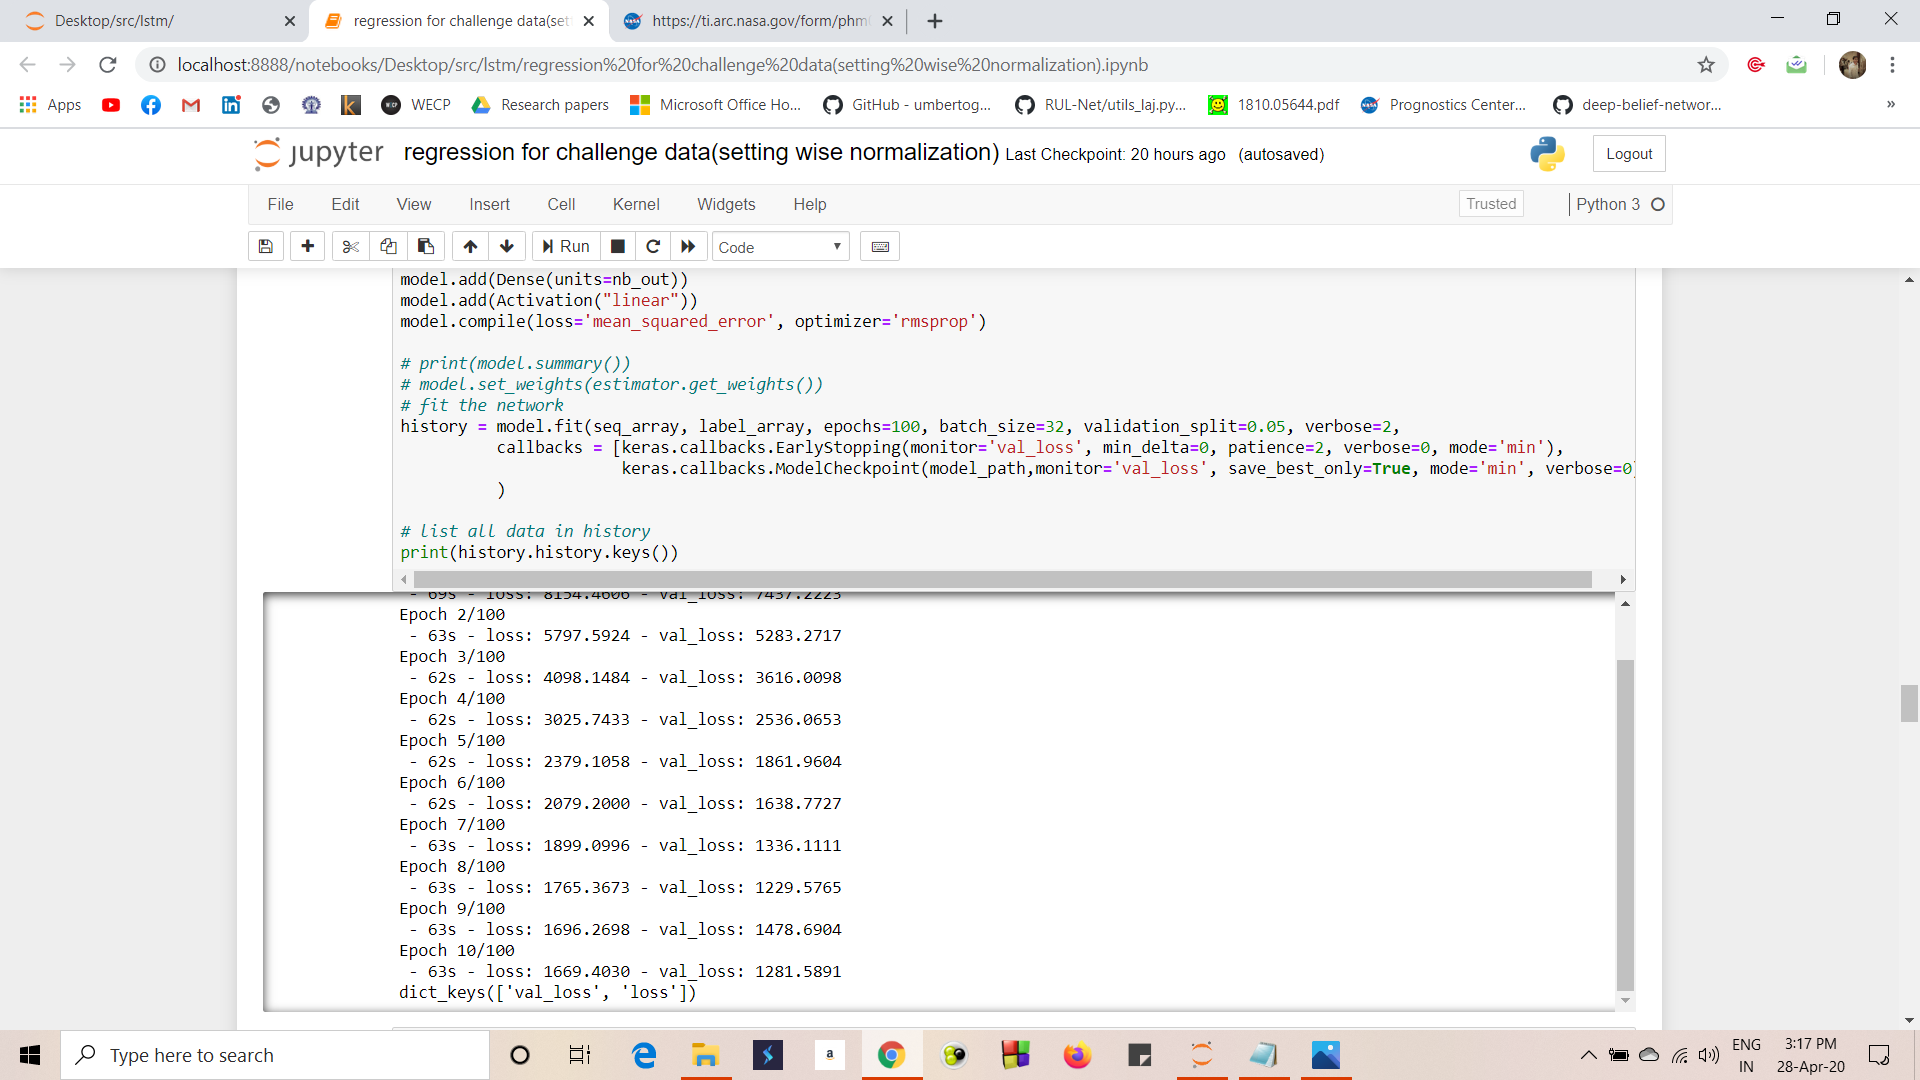 Desktop/src/lstm/
regression for challenge data(set
https://ti.arc.nasa.gov/form/phm
localhost:8888/notebooks/Desktop/src/lstm/regression%20for%20challenge%20data(setting%20wise%20normalization).ipynb
Apps
WECP
Research papers
Microsoft Office Ho...
GitHub - umbertog...
RUL-Net/utils_laj.py...
1810.05644.pdf
Prognostics Center...
deep-belief-networ...
»
jupyter regression for challenge data(setting wise normalization) Last Checkpoint: 20 hours ago (autosaved)
Logout
File Edit View Insert Cell Kernel Widgets Help
Trusted
Python 3
Run
Code
model.add(Dense(units=nb_out))
model.add(Activation("linear"))
model.compile(loss='mean_squared_error', optimizer='rmsprop')
# print(model.summary())
# model.set_weights(estimator.get_weights())
# fit the network
history = model.fit(seq_array, label_array, epochs=100, batch_size=32, validation_split=0.05, verbose=2,
callbacks = [keras.callbacks.EarlyStopping(monitor='val_loss', min_delta=0, patience=2, verbose=0, mode='min'),
keras.callbacks.ModelCheckpoint(model_path,monitor='val_loss', save_best_only=True, mode='min', verbose=0
)
# list all data in history
print(history.history.keys())
- 69s - loss: 8154.4606 - val_loss: 7437.2223
Epoch 2/100
- 63s - loss: 5797.5924 - val_loss: 5283.2717
Epoch 3/100
- 62s - loss: 4098.1484 - val_loss: 3616.0098
Epoch 4/100
- 62s - loss: 3025.7433 - val_loss: 2536.0653
Epoch 5/100
- 62s - loss: 2379.1058 - val_loss: 1861.9604
Epoch 6/100
- 62s - loss: 2079.2000 - val_loss: 1638.7727
Epoch 7/100
- 63s - loss: 1899.0996 - val_loss: 1336.1111
Epoch 8/100
- 63s - loss: 1765.3673 - val_loss: 1229.5765
Epoch 9/100
- 63s - loss: 1696.2698 - val_loss: 1478.6904
Epoch 10/100
- 63s - loss: 1669.4030 - val_loss: 1281.5891
dict_keys(['val_loss', 'loss'])
Type here to search
ENG
IN
3:17 PM
28-Apr-20